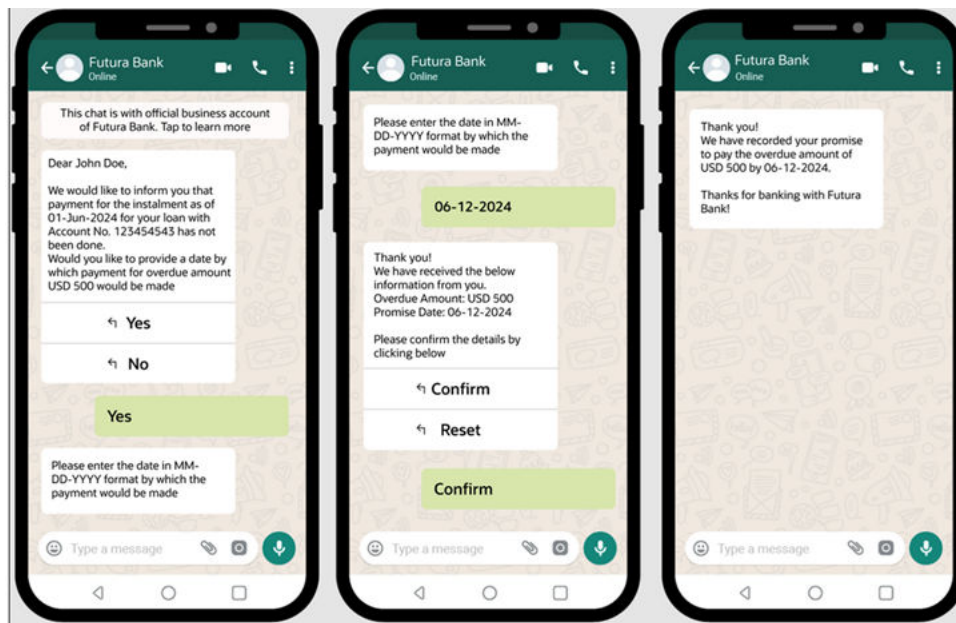 Futura Bank
Online
This chat is with official business account
of Futura Bank. Tap to learn more
Dear John Doe,
We would like to inform you that
payment for the instalment as of
01-Jun-2024 for your loan with
Account No. 123454543 has not
been done.
Would you like to provide a date by
which payment for overdue amount
USD 500 would be made
Yes
No
Yes
Please enter the date in MM-
DD-YYYY format by which the
payment would be made
Type a message
Futura Bank
Online
Please enter the date in MM-
DD-YYYY format by which the
payment would be made
06-12-2024
Thank you!
We have received the below
information from you.
Overdue Amount: USD 500
Promise Date: 06-12-2024
Please confirm the details by
clicking below
Confirm
Reset
Confirm
Type a message
Futura Bank
Online
Thank you!
We have recorded your promise
to pay the overdue amount of
USD 500 by 06-12-2024.
Thanks for banking with Futura
Bank!
Type a message